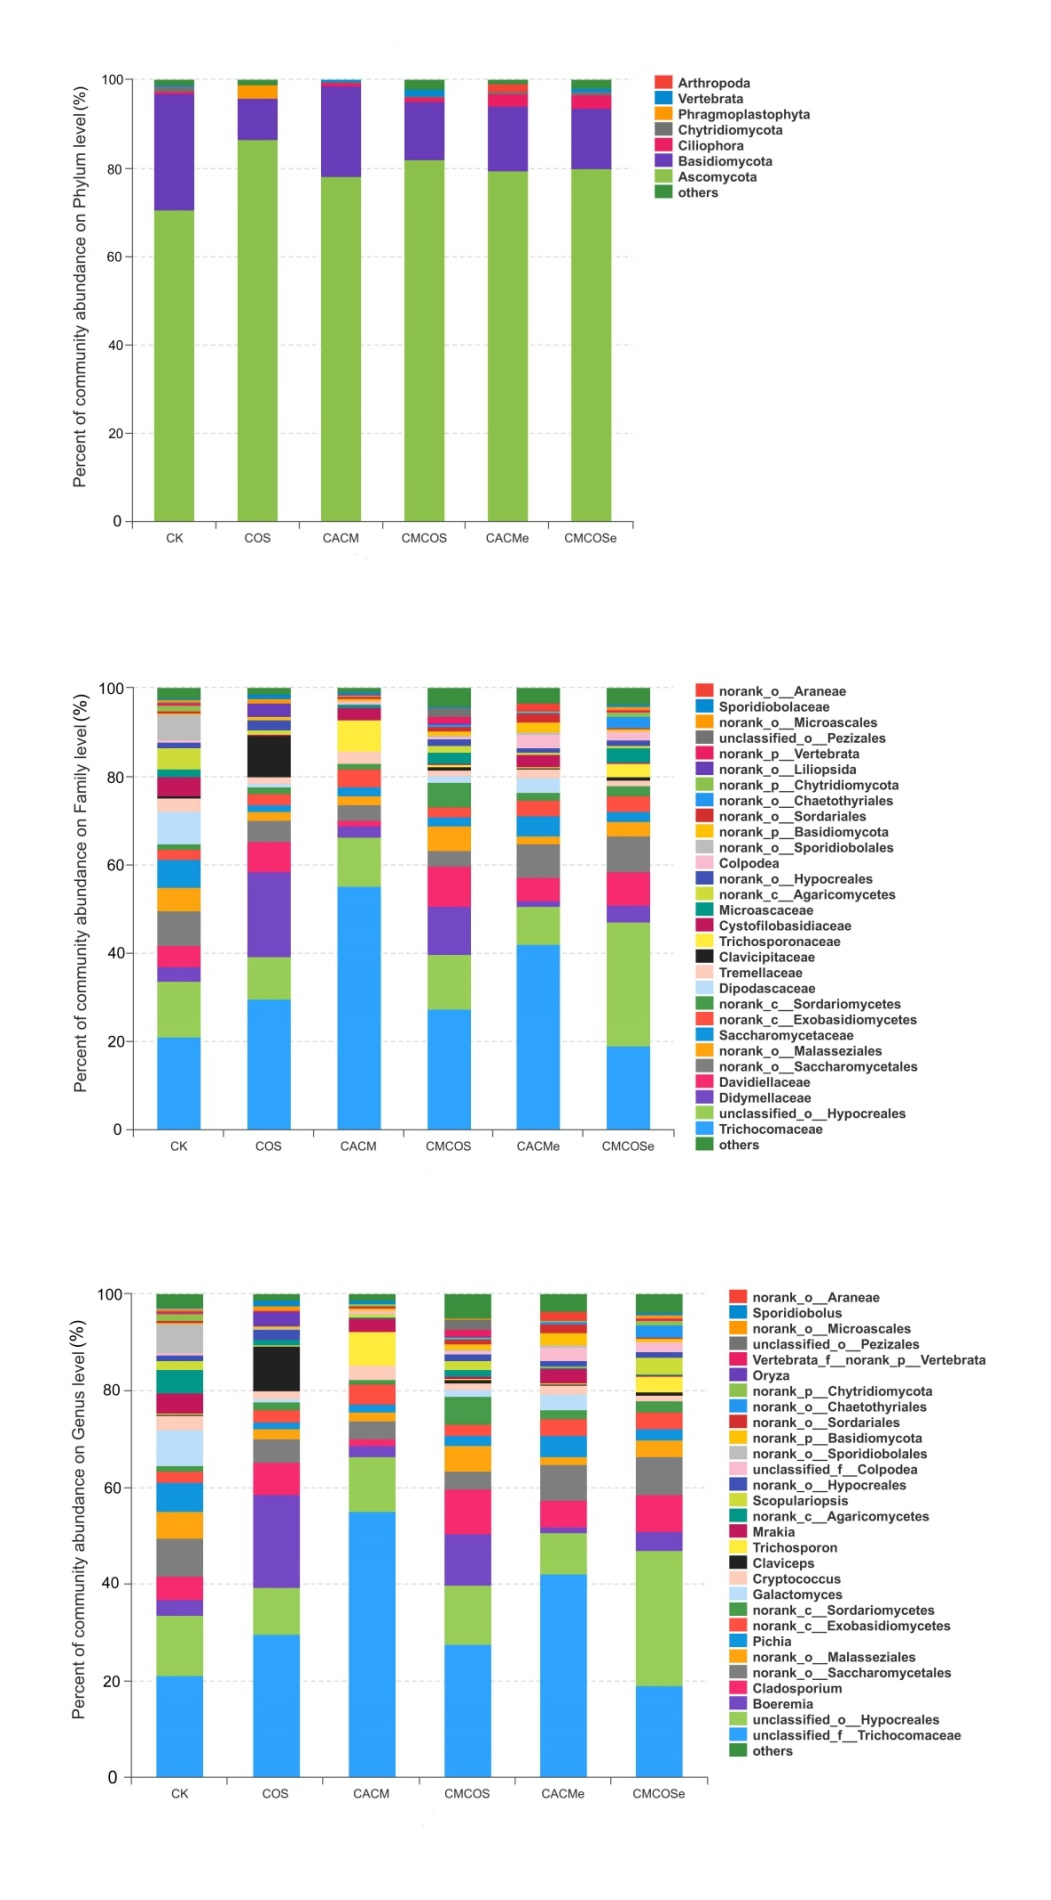 Percent of community abundance on Phylum level (%)
100
80
60
40
20
0
CK
COS
CACM
CMCOS
CACMe
CMCOSe
Arthropoda
Vertebrata
Phragmoplastophyta
Chytridiomycota
Ciliophora
Basidiomycota
Ascomycota
others
Percent of community abundance on Family level (%)
100
80
60
40
20
0
CK
COS
CACM
CMCOS
CACMe
CMCOSe
norank_o__Araneae
Sporidiobolaceae
norank_o__Microascales
unclassified_o__Pezizales
norank_p__Vertebrata
norank_o__Liliopsida
norank_p__Chytridiomycota
norank_o__Chaetothyriales
norank_o__Sordariales
norank_p__Basidiomycota
norank_o__Sporidiobolales
Colpodea
norank_o__Hypocreales
norank_c__Agaricomycetes
Microascaceae
Cystofilobasidiaceae
Trichosporonaceae
Clavicipitaceae
Tremellaceae
Dipodascaceae
norank_c__Sordariomycetes
norank_c__Exobasidiomycetes
Saccharomycetaceae
norank_o__Malasseziales
norank_o__Saccharomycetales
Davidiellaceae
Didymellaceae
unclassified_o__Hypocreales
Trichocomaceae
others
Percent of community abundance on Genus level (%)
100
80
60
40
20
0
CK
COS
CACM
CMCOS
CACMe
CMCOSe
norank_o__Araneae
Sporidiobolus
norank_o__Microascales
unclassified_o__Pezizales
Vertebrata_f__norank_p__Vertebrata
Oryza
norank_p__Chytridiomycota
norank_o__Chaetothyriales
norank_o__Sordariales
norank_p__Basidiomycota
norank_o__Sporidiobolales
unclassified_f__Colpodea
norank_o__Hypocreales
Scopulariopsis
norank_c__Agaricomycetes
Mrakia
Trichosporon
Claviceps
Cryptococcus
Galactomyces
norank_c__Sordariomycetes
norank_c__Exobasidiomycetes
Pichia
norank_o__Malasseziales
norank_o__Saccharomycetales
Cladosporium
Boeremia
unclassified_o__Hypocreales
unclassified_f__Trichocomaceae
others